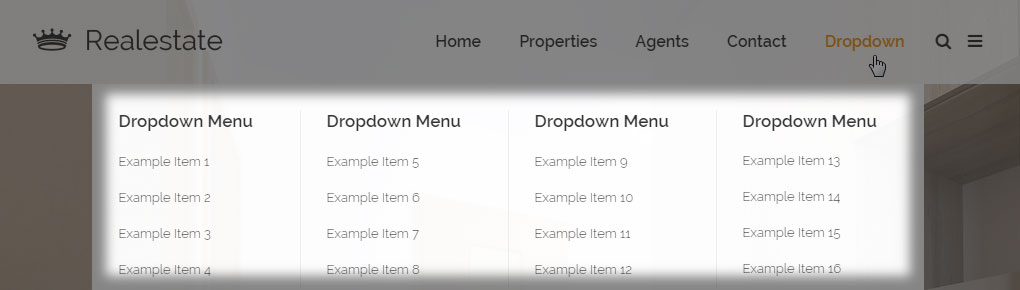 Realestate
Home Properties Agents Contact Dropdown
Dropdown Menu
Example Item 1
Example Item 2
Example Item 3
Example Item 4
Dropdown Menu
Example Item 5
Example Item 6
Example Item 7
Example Item 8
Dropdown Menu
Example Item 9
Example Item 10
Example Item 11
Example Item 12
Dropdown Menu
Example Item 13
Example Item 14
Example Item 15
Example Item 16